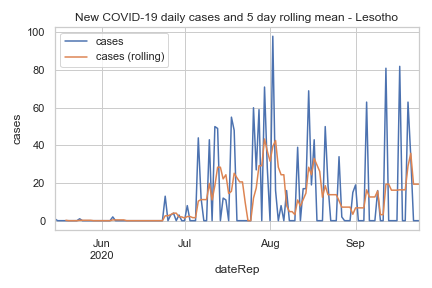 New COVID-19 daily cases and 5 day rolling mean - Lesotho
cases
cases (rolling)
100
80
60
40
20
0
cases
Jun
2020
Jul
Aug
Sep
dateRep